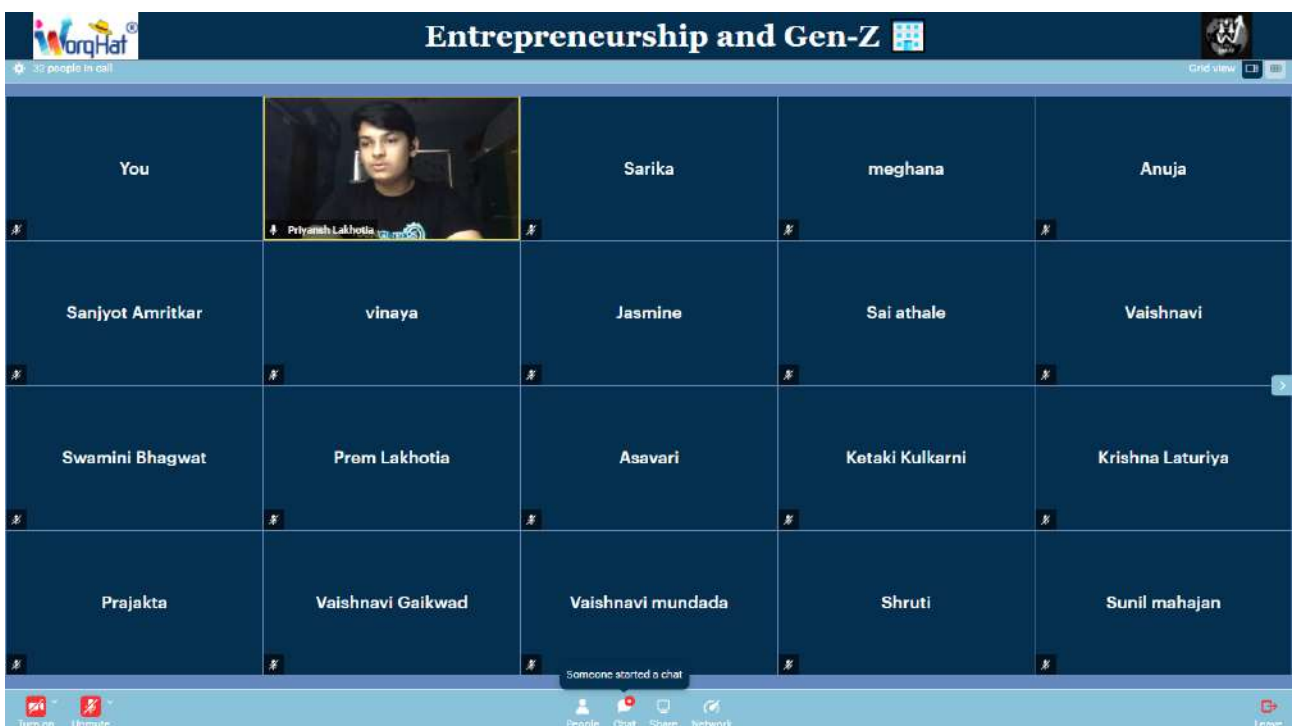 WorqHat®
Entrepreneurship and Gen-Z
32 people in call
Grid view
You
Priyansh Lakhotia
Sarika
meghana
Anuja
Sanjyot Amritkar
vinaya
Jasmine
Sai athale
Vaishnavi
Swamini Bhagwat
Prem Lakhotia
Asavari
Ketaki Kulkarni
Krishna Laturiya
Prajakta
Vaishnavi Gaikwad
Vaishnavi mundada
Shruti
Sunil mahajan
Someone started a chat
Turn on
Unmute
People
Chat
Share
Network
Leave